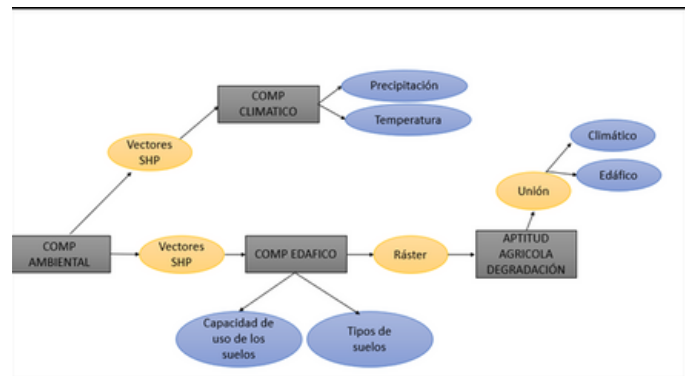 COMP
CLIMATICO
Precipitación
Temperatura
Vectores
SHP
Climático
Edáfico
Unión
COMP
AMBIENTAL
Vectores
SHP
COMP EDAFICO
Ráster
APTITUD
AGRICOLA
DEGRADACIÓN
Capacidad de
uso de los
suelos
Tipos de
suelos